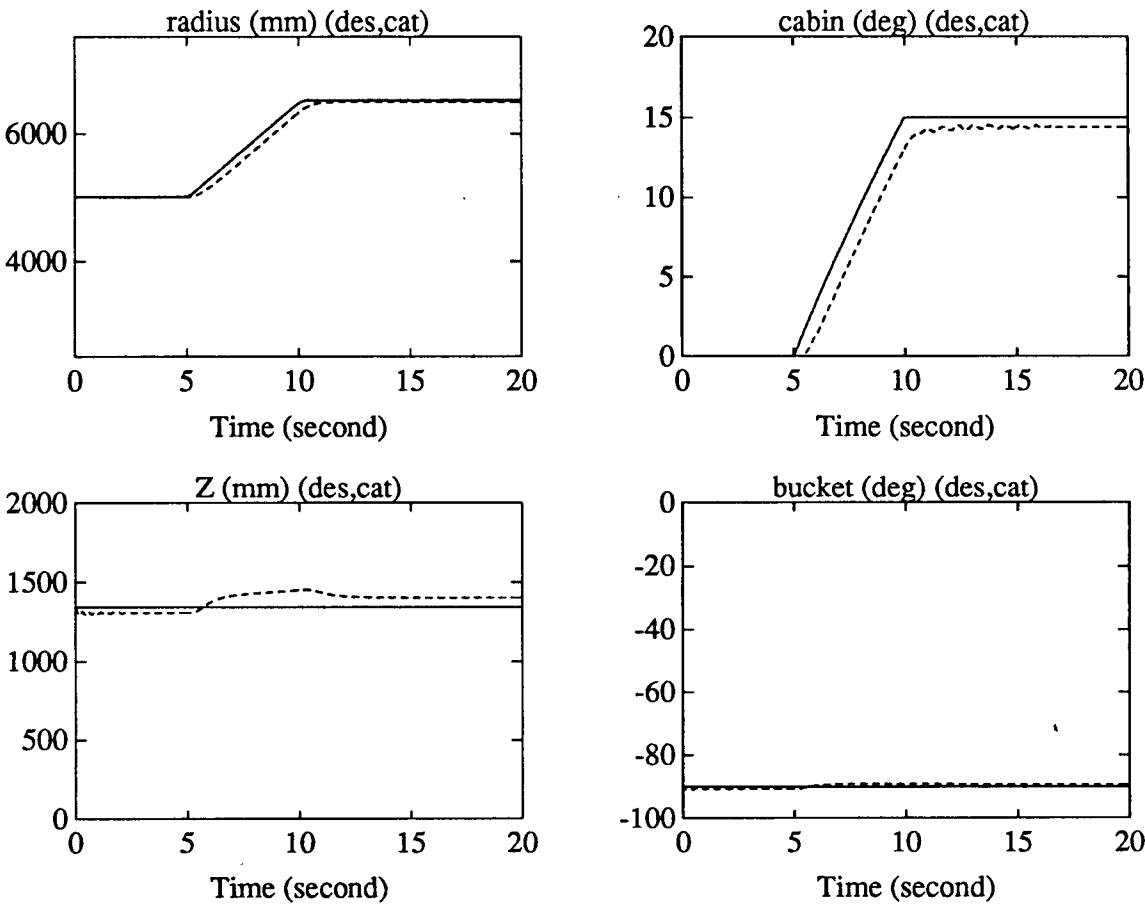 radius (mm) (des,cat)
6000
4000
0 5 10 15 20
Time (second)
cabin (deg) (des,cat)
20
15
10
5
0
0 5 10 15 20
Time (second)
Z (mm) (des,cat)
2000
1500
1000
500
0
0 5 10 15 20
Time (second)
bucket (deg) (des,cat)
0
-20
-40
-60
-80
-100
0 5 10 15 20
Time (second)